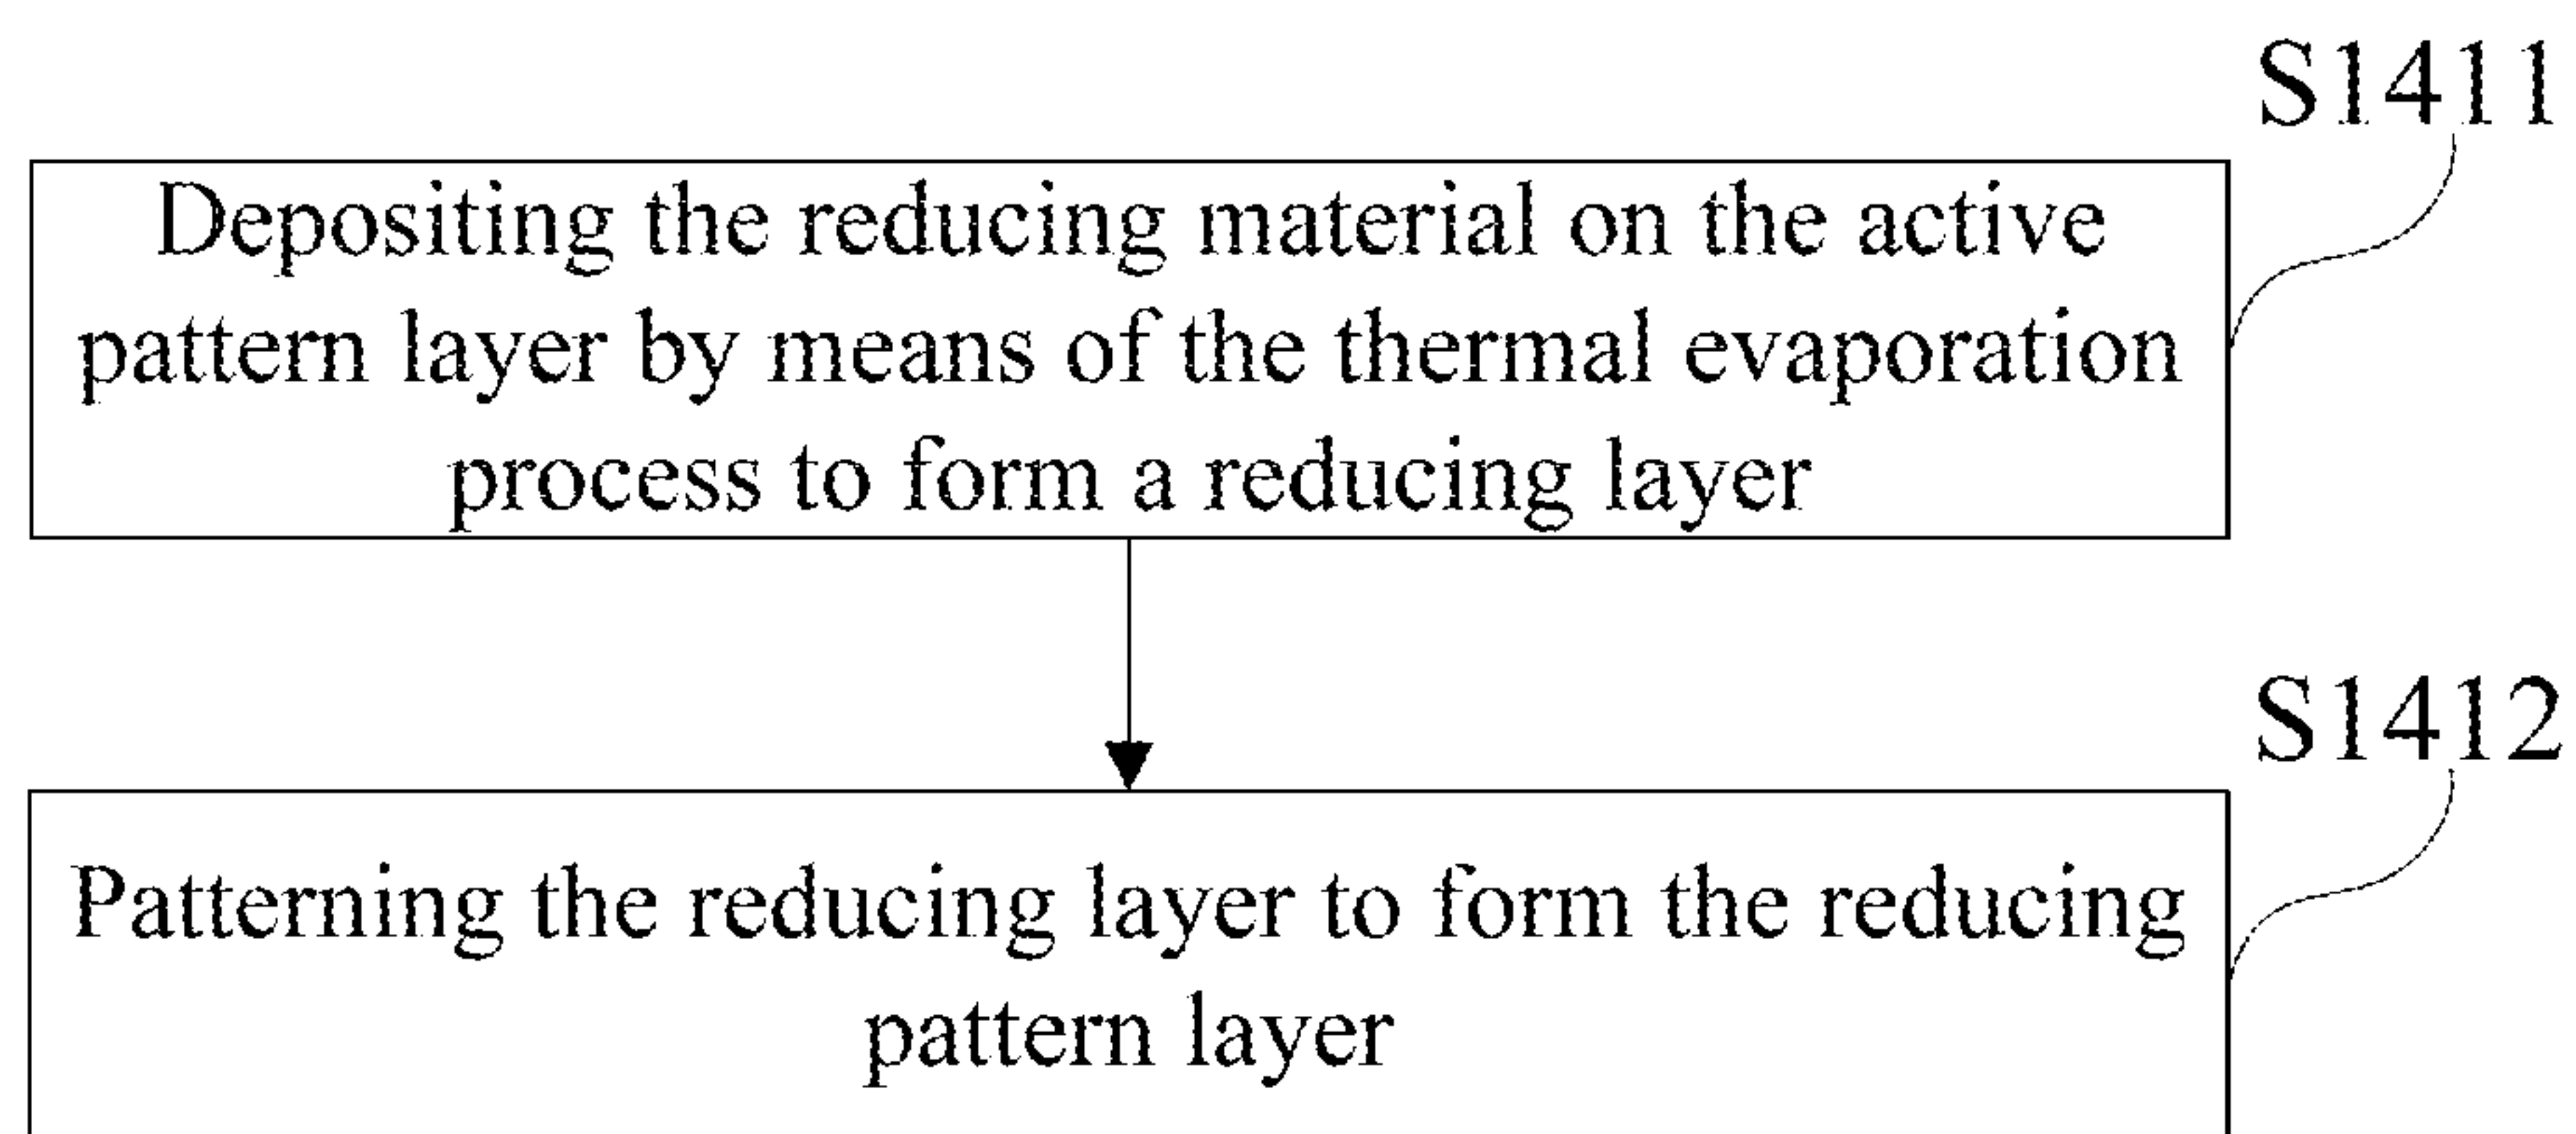 S1411
Depositing the reducing material on the active
pattern layer by means of the thermal evaporation
process to form a reducing layer
S1412
Patterning the reducing layer to form the reducing
pattern layer